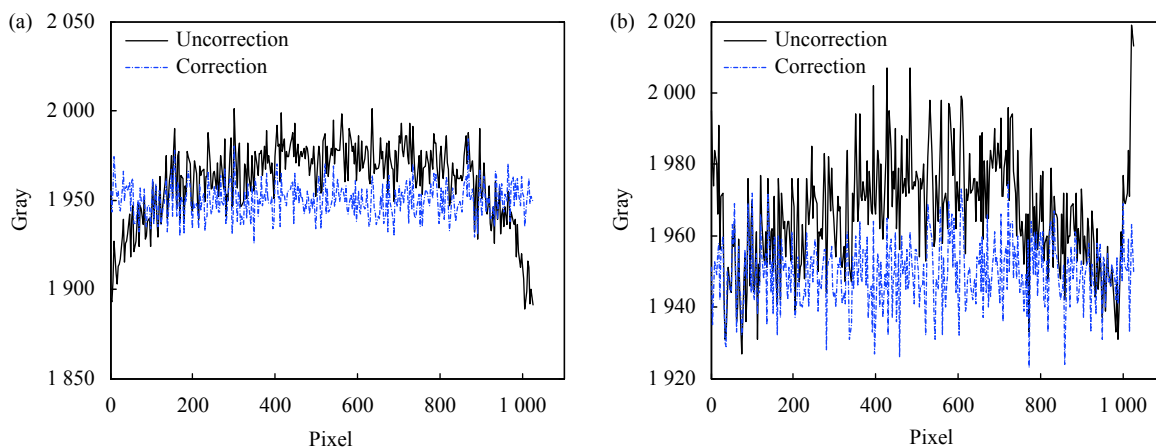 (a)
2 050
Uncorrection
Correction
2 000
1 950
1 900
1 850
Gray
0
200
400
600
800
1 000
Pixel
(b)
2 020
Uncorrection
Correction
2 000
1 980
1 960
1 940
1 920
Gray
0
200
400
600
800
1 000
Pixel